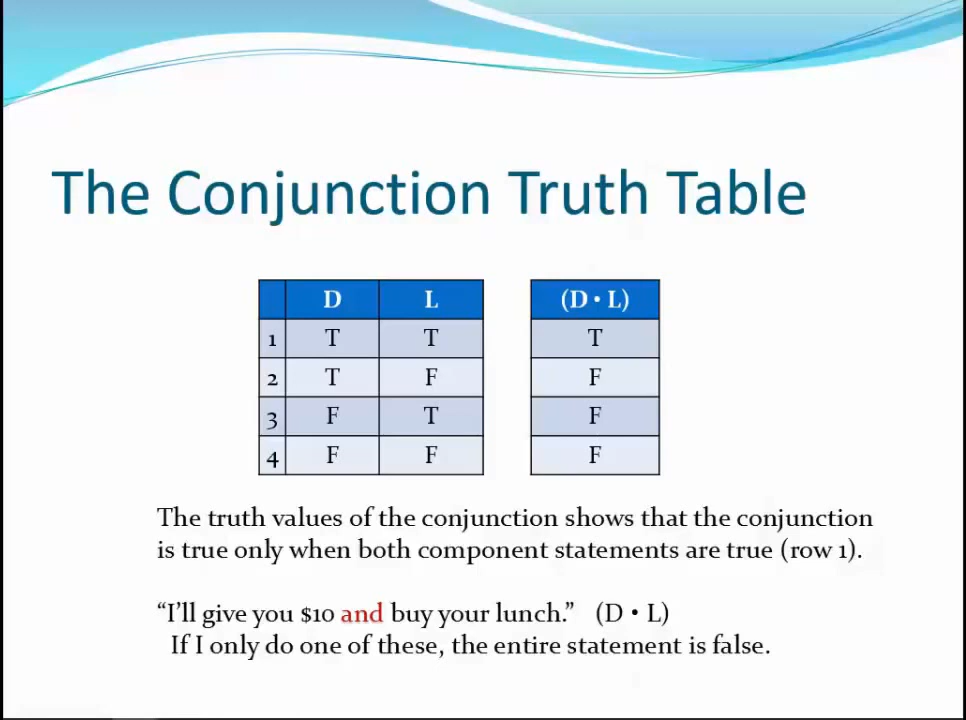 The Conjunction Truth Table
D L (D • L)
1 T T T
2 T F F
3 F T F
4 F F F
The truth values of the conjunction shows that the conjunction
is true only when both component statements are true (row 1).
“I’ll give you $10 and buy your lunch.” (D • L)
If I only do one of these, the entire statement is false.